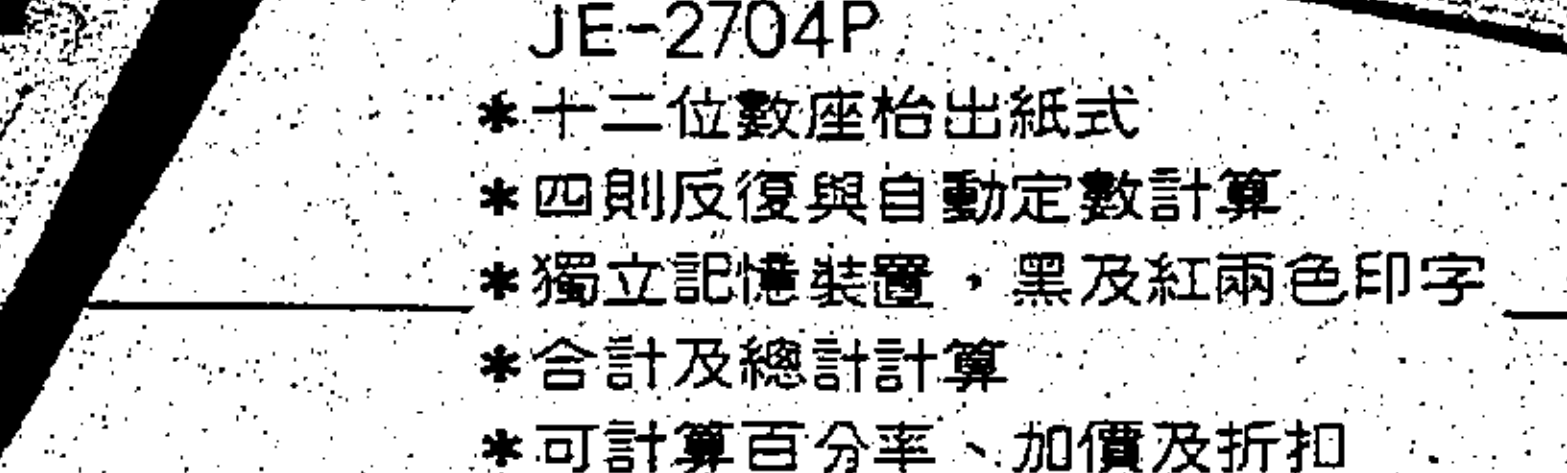 JE-2704P
*十二位數座枱出紙式
*四則反復與自動定數計算
*獨立記憶裝置，黑及紅兩色印字
*合計及總計計算
*可計算百分率、加價及折扣